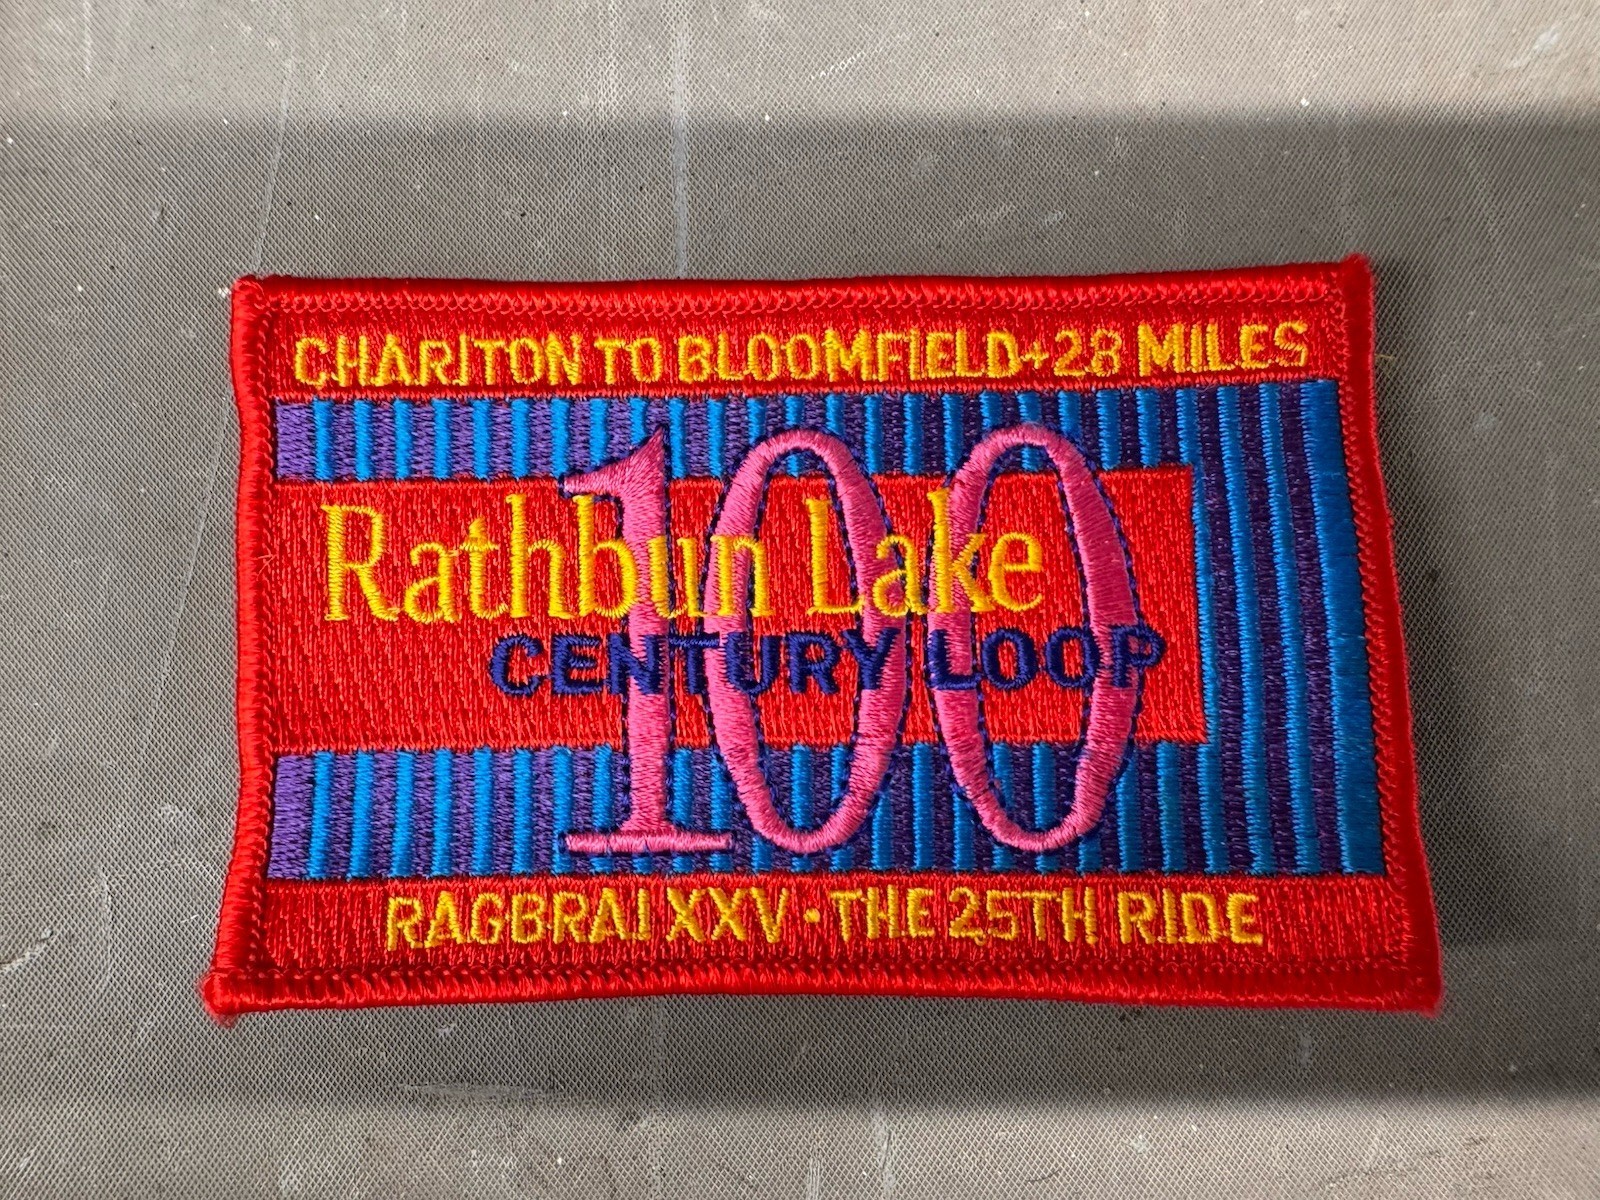 CHARITON TO BLOOMFIELD+28 MILES
100
Rathbun Lake
CENTURY LOOP
RAGBRAI XXV • THE 25TH RIDE